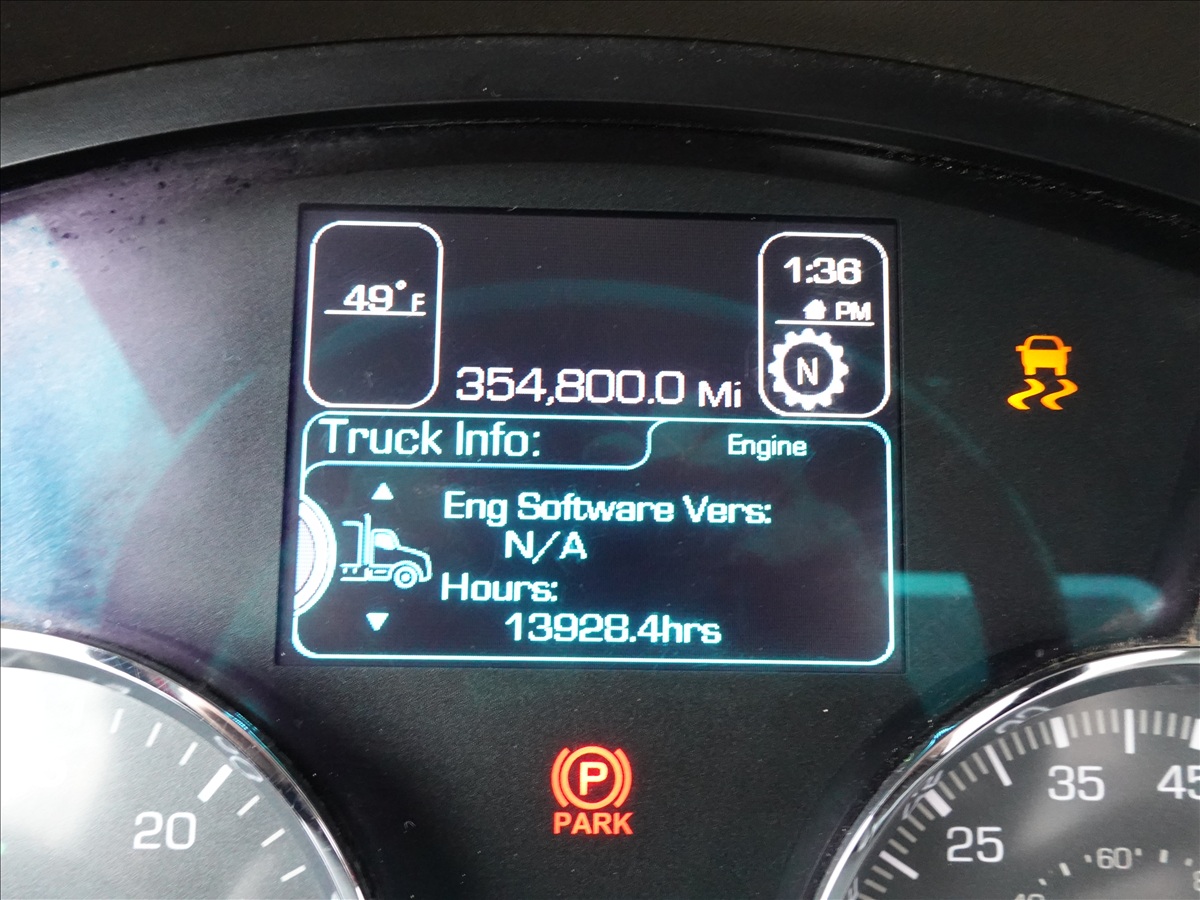 49°F
1:36
PM
N
354,800.0 Mi
Truck Info:
Engine
Eng Software Vers:
N/A
Hours:
13928.4hrs
P
PARK
20
25
35
60